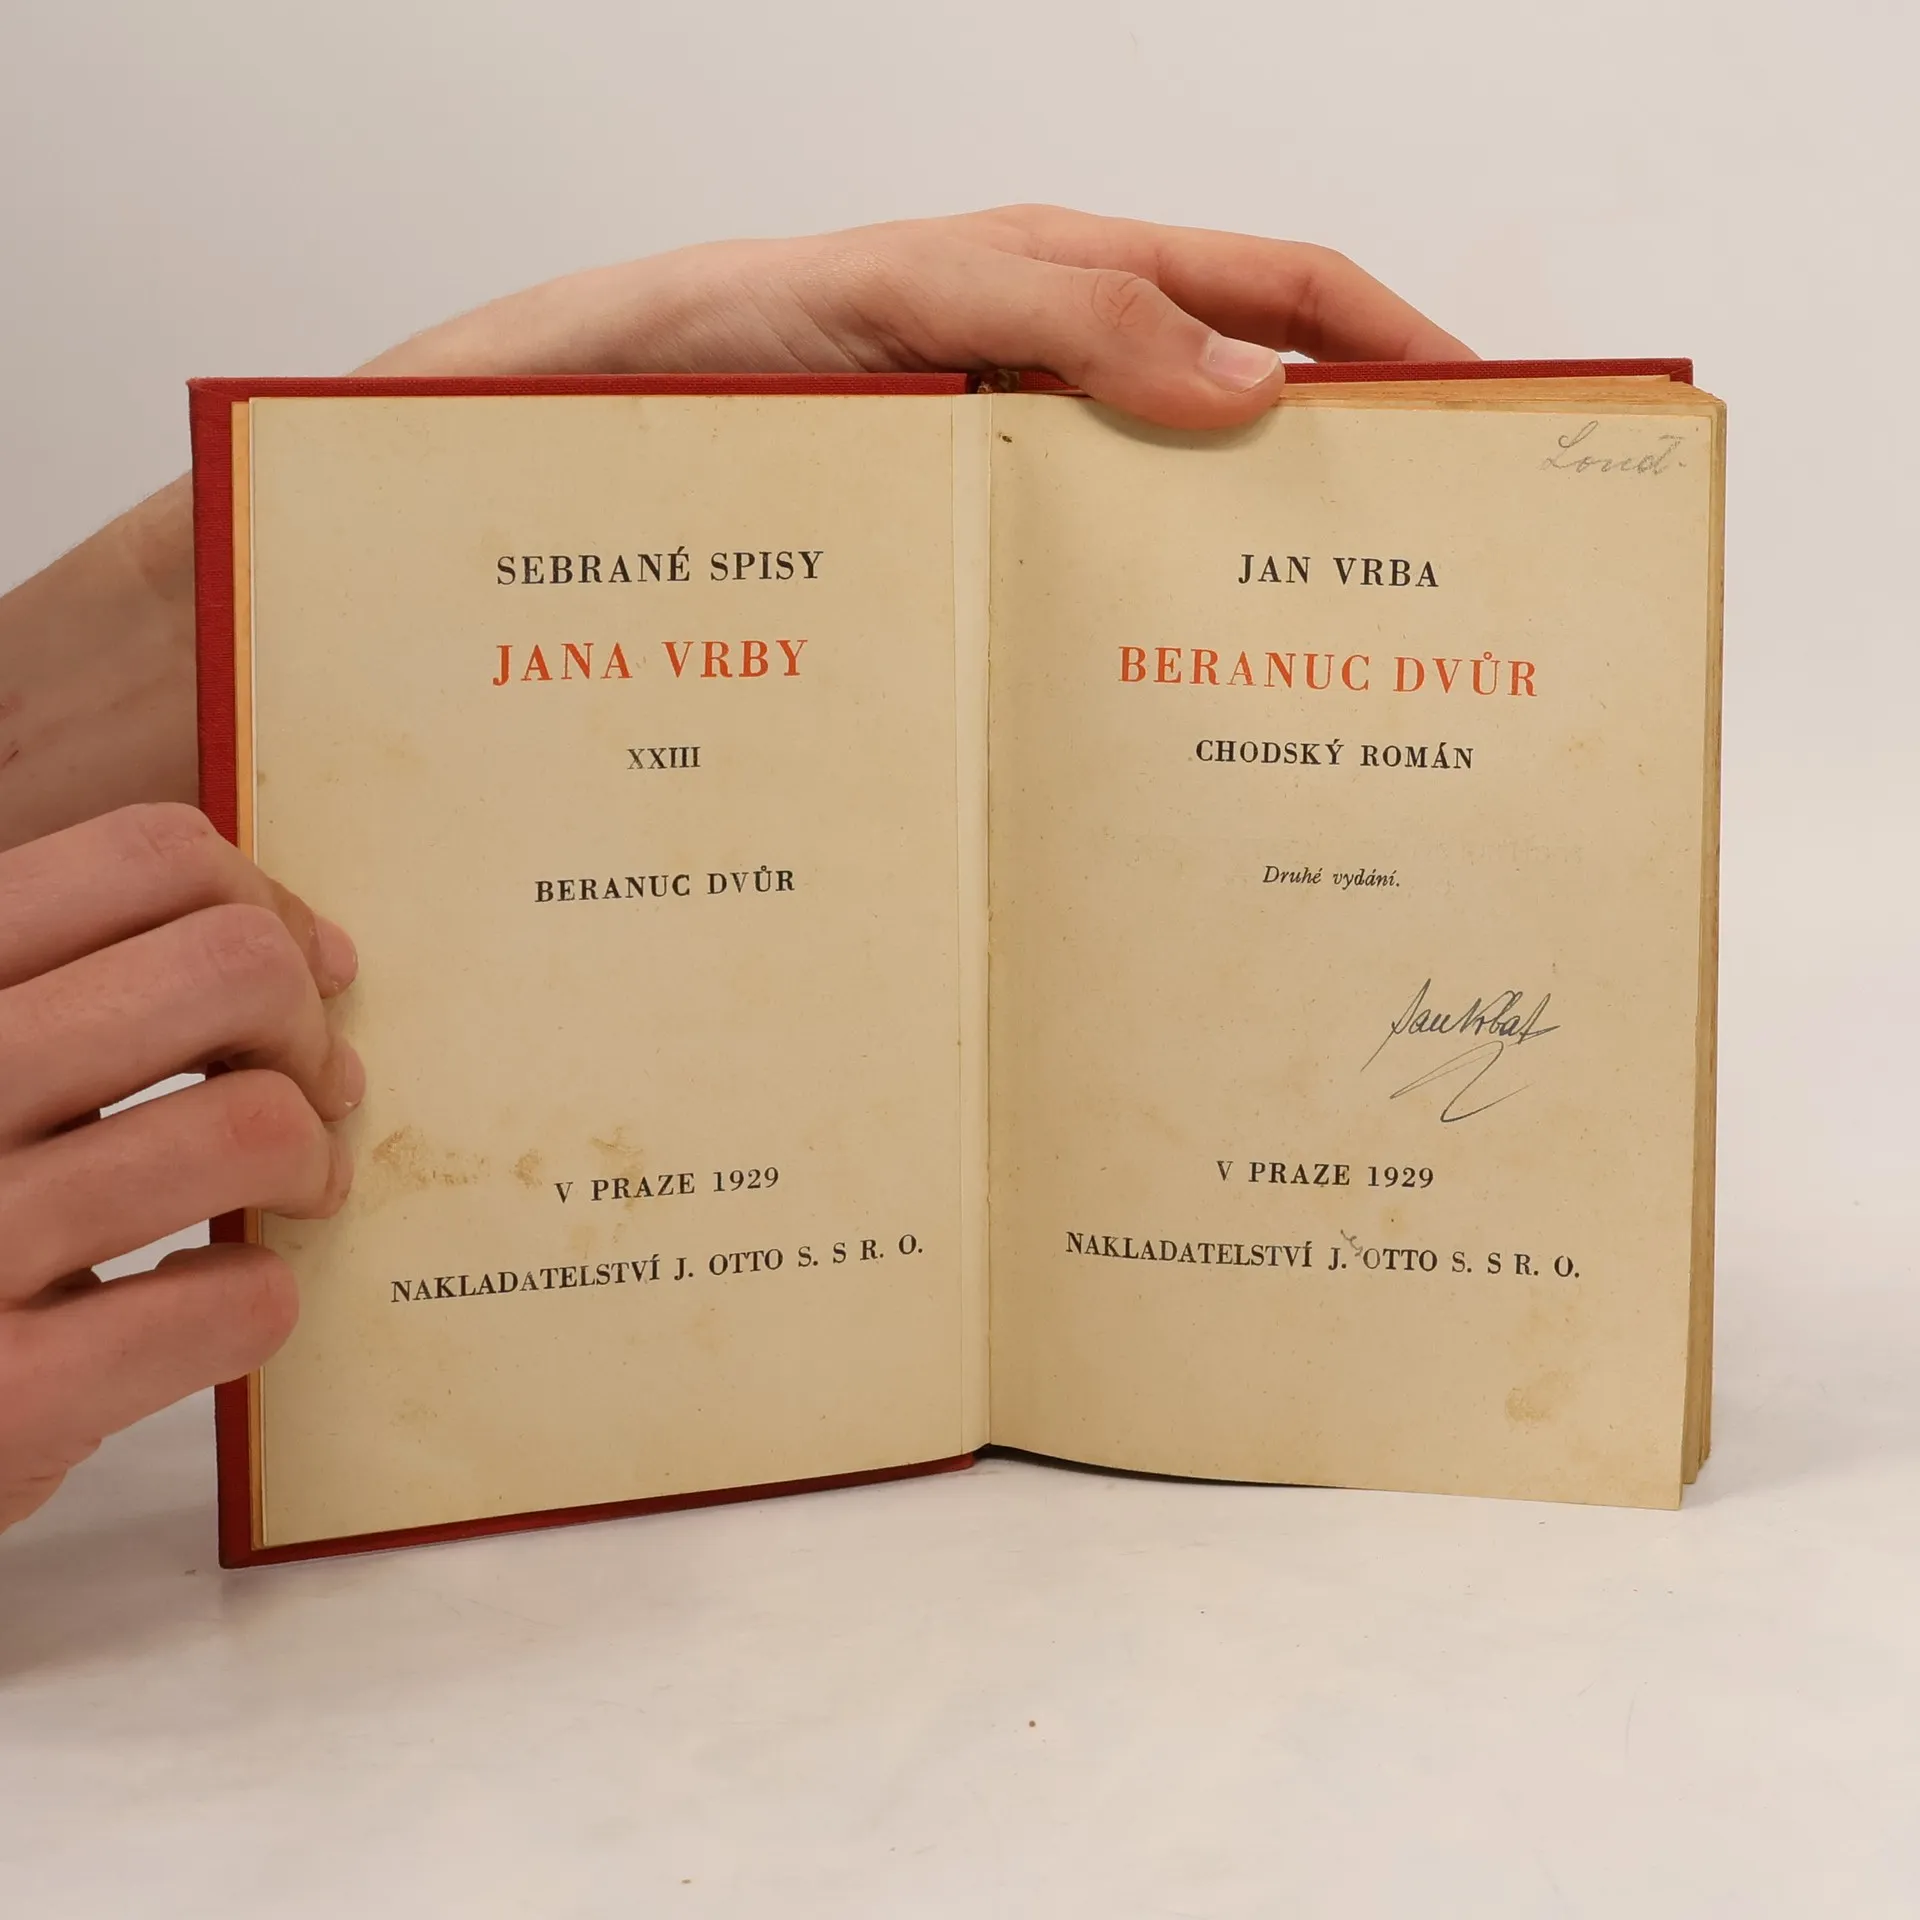 SEBRANÉ SPISY
JANA VRBY
XXIII
BERANUC DVŮR
V PRAZE 1929
NAKLADATELSTVÍ J. OTTO S. S R. O.
JAN VRBA
BERANUC DVŮR
CHODSKÝ ROMÁN
Druhé vydání.
V PRAZE 1929
NAKLADATELSTVÍ J. OTTO S. S R. O.